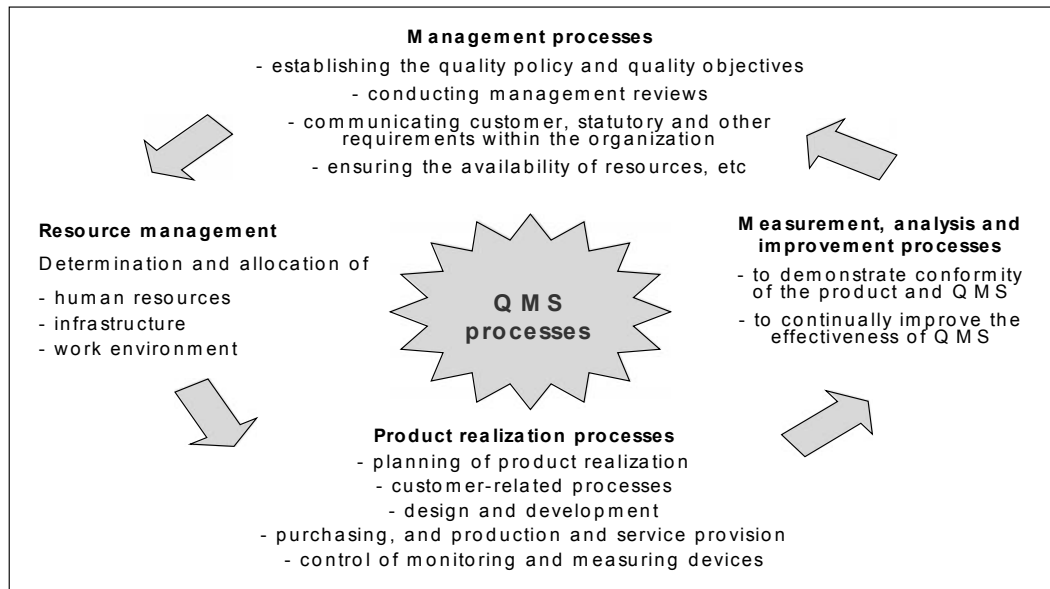 Management processes
- establishing the quality policy and quality objectives
- conducting management reviews
- communicating customer, statutory and other
requirements within the organization
- ensuring the availability of resources, etc
Resource management
Determination and allocation of
- human resources
- infrastructure
- work environment
QMS
processes
Measurement, analysis and
improvement processes
- to demonstrate conformity
of the product and QMS
- to continually improve the
effectiveness of QMS
Product realization processes
- planning of product realization
- customer-related processes
- design and development
- purchasing, and production and service provision
- control of monitoring and measuring devices